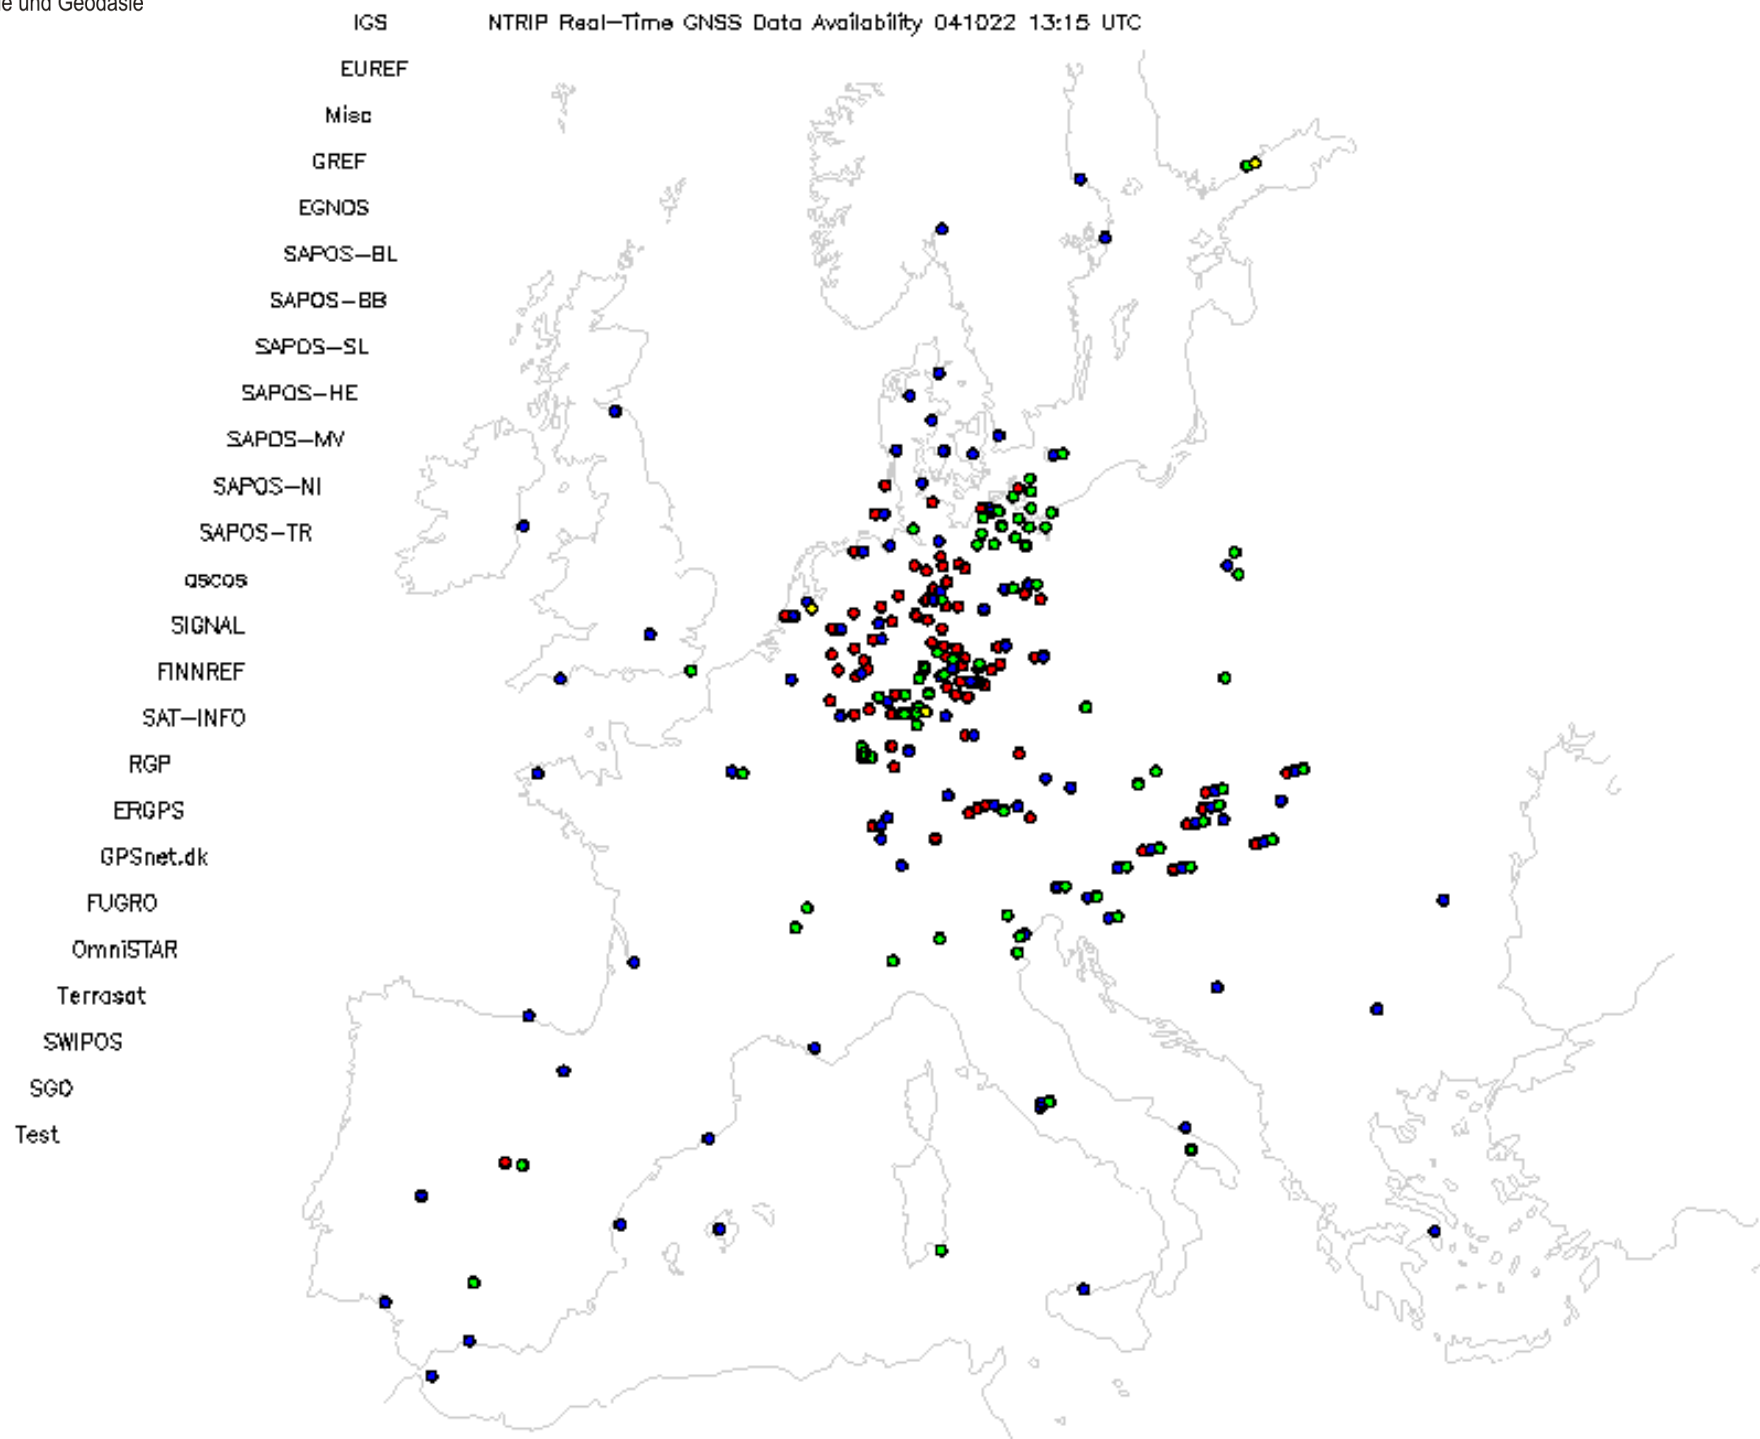 und Geodäsie
IGS NTRIP Real-Time GNSS Data Availability 041022 13:15 UTC
EUREF
Misc
GREF
EGNOS
SAPOS-BL
SAPOS-BB
SAPOS-SL
SAPOS-HE
SAPOS-MV
SAPOS-NI
SAPOS-TR
ascos
SIGNAL
FINNREF
SAT-INFO
RGP
ERGPS
GPSnet.dk
FUGRO
OmniSTAR
Terrasat
SWIPOS
SGO
Test